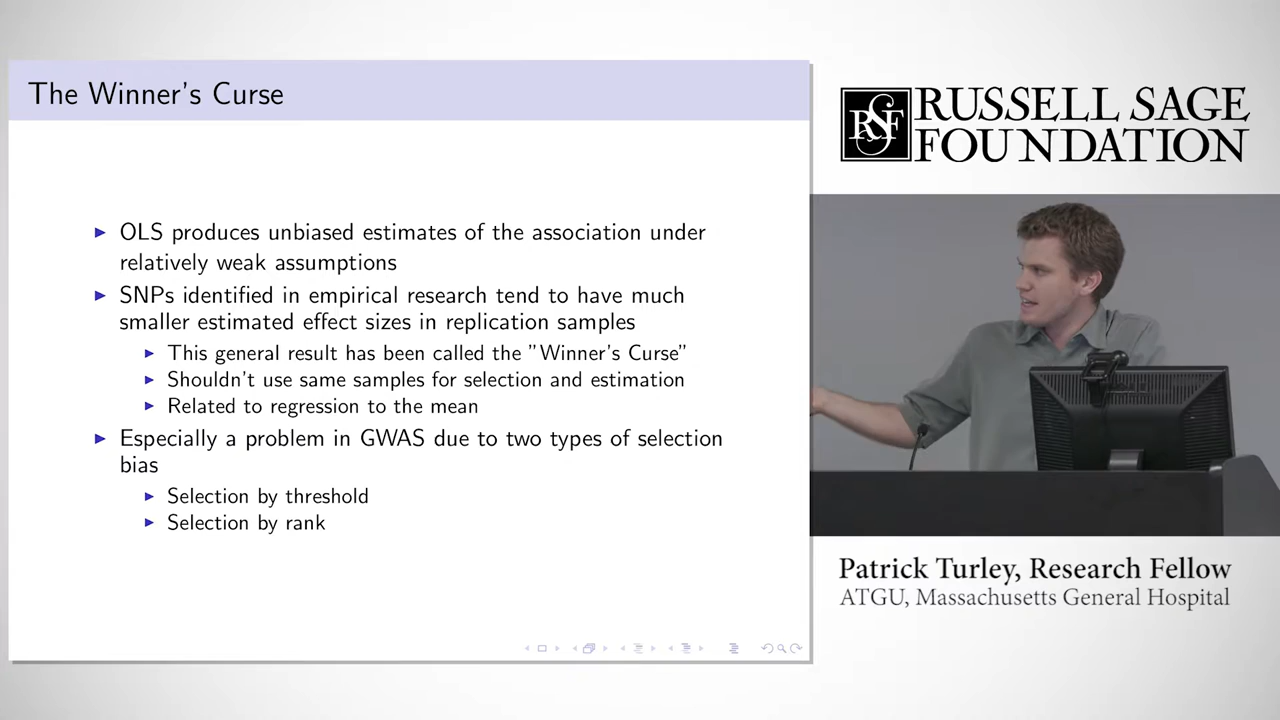 The Winner's Curse
OLS produces unbiased estimates of the association under
relatively weak assumptions
SNPs identified in empirical research tend to have much
smaller estimated effect sizes in replication samples
This general result has been called the "Winner's Curse"
Shouldn't use same samples for selection and estimation
Related to regression to the mean
Especially a problem in GWAS due to two types of selection
bias
Selection by threshold
Selection by rank
RSF
RUSSELL SAGE
FOUNDATION
Patrick Turley, Research Fellow
ATGU, Massachusetts General Hospital